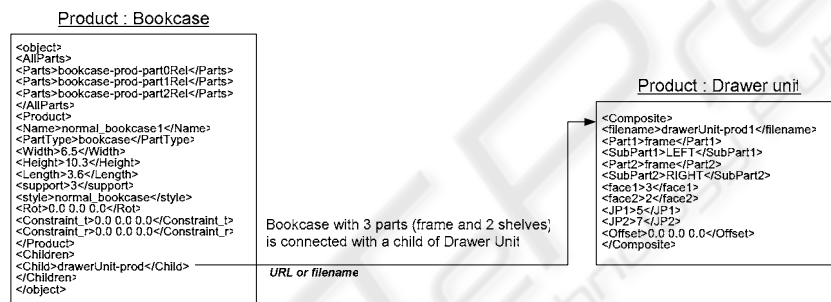 Product : Bookcase
<object>
<AllParts>
<Parts>bookcase-prod-part0Rel</Parts>
<Parts>bookcase-prod-part1Rel</Parts>
<Parts>bookcase-prod-part2Rel</Parts>
</AllParts>
<Product>
<Name>normal_bookcase1</Name>
<PartType>bookcase</PartType>
<Width>6.5</Width>
<Height>10.3</Height>
<Length>3.6</Length>
<support>3</support>
<style>normal_bookcase</style>
<Rot>0.0 0.0 0.0</Rot>
<Constraint_t>0.0 0.0 0.0</Constraint_t>
<Constraint_r>0.0 0.0 0.0</Constraint_r>
</Product>
<Children>
<Child>drawerUnit-prod</Child>
</Children>
</object>
Bookcase with 3 parts (frame and 2 shelves)
is connected with a child of Drawer Unit
URL or filename
Product : Drawer unit
<Composite>
<filename>drawerUnit-prod1</filename>
<Part1>frame</Part1>
<SubPart1>LEFT</SubPart1>
<Part2>frame</Part2>
<SubPart2>RIGHT</SubPart2>
<face1>3</face1>
<face2>2</face2>
<JP1>5</JP1>
<JP2>7</JP2>
<Offset>0.0 0.0 0.0</Offset>
</Composite>